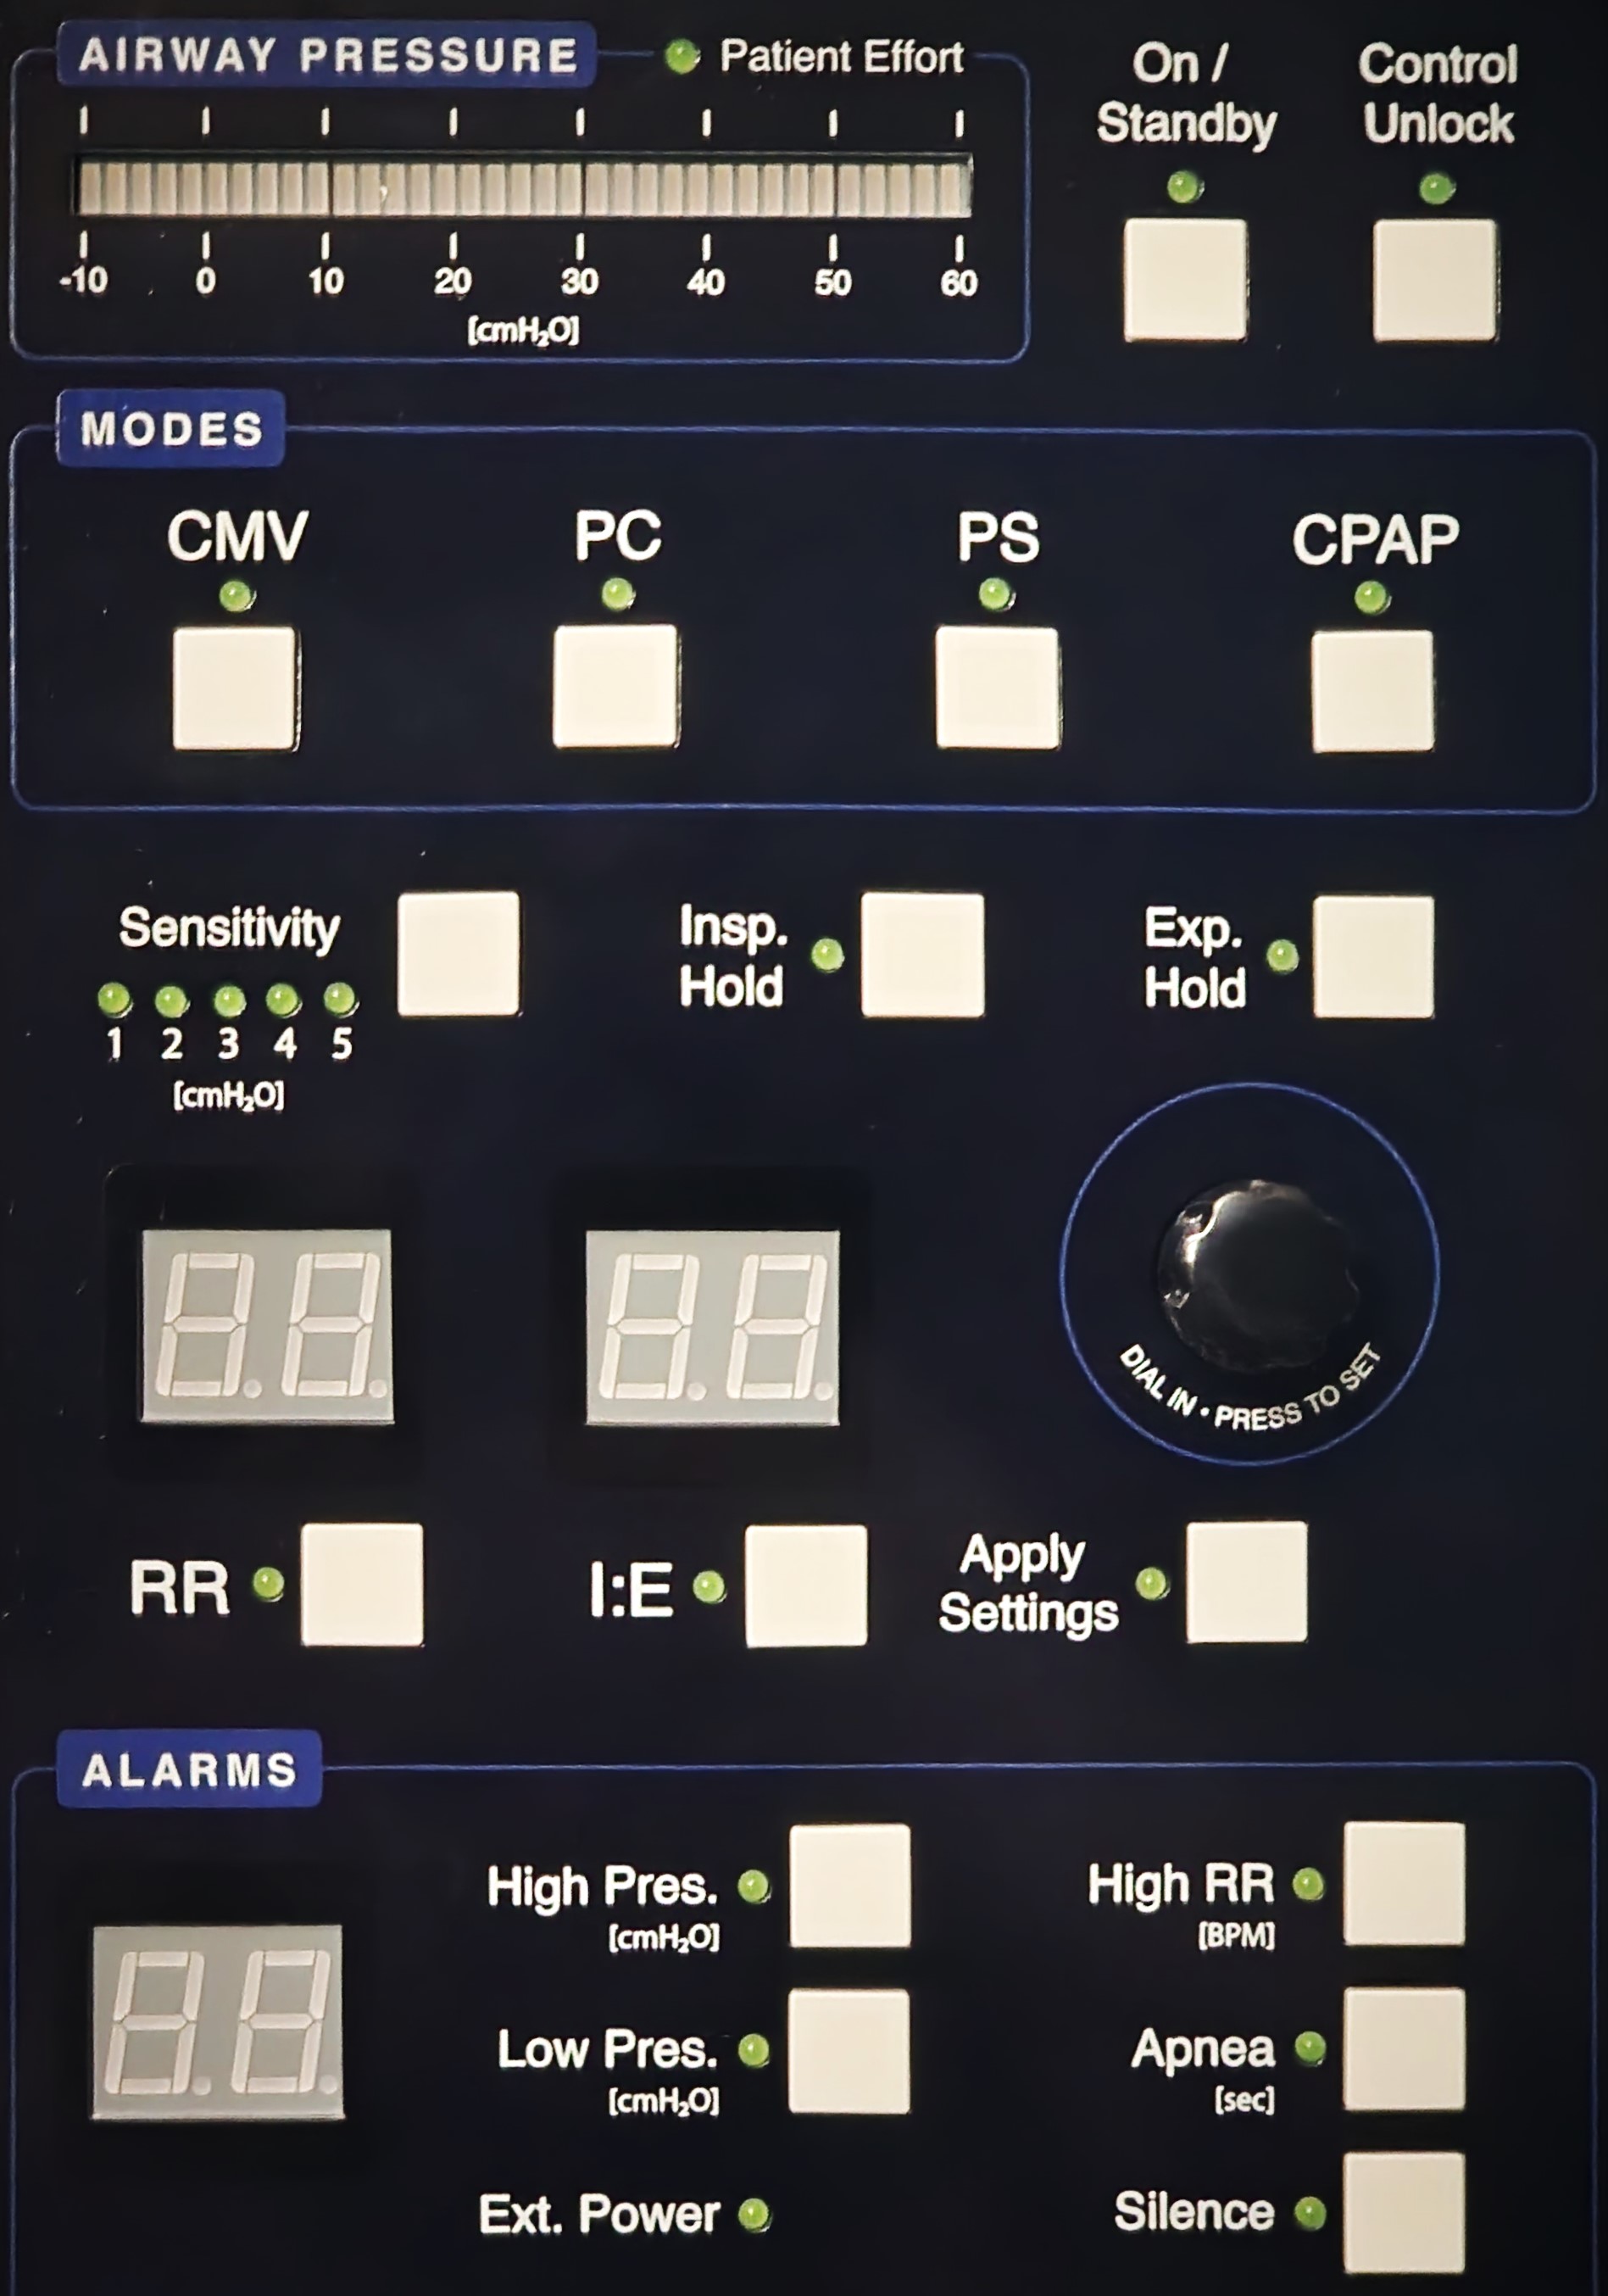 AIRWAY PRESSURE
Patient Effort
On /
Standby
Control
Unlock
-10 0 10 20 30 40 50 60
[cmH₂O]
MODES
CMV
PC
PS
CPAP
Sensitivity
1 2 3 4 5
[cmH₂O]
Insp.
Hold
Exp.
Hold
DIAL IN • PRESS TO SET
RR
I:E
Apply
Settings
ALARMS
High Pres.
[cmH₂O]
High RR
[BPM]
Low Pres.
[cmH₂O]
Apnea
[sec]
Ext. Power
Silence